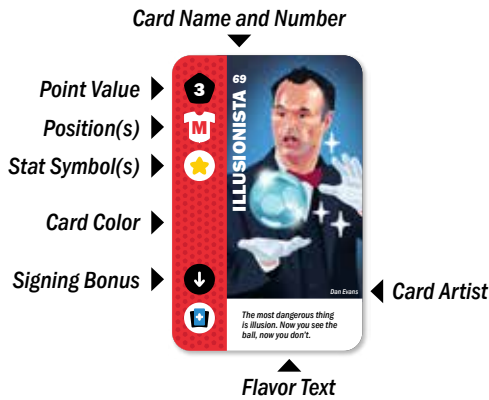 Card Name and Number
Point Value
3
69
ILLUSIONISTA
Position(s)
M
Stat Symbol(s)
Card Color
Signing Bonus
Dan Evans
Card Artist
The most dangerous thing
is illusion. Now you see the
ball, now you don't.
Flavor Text